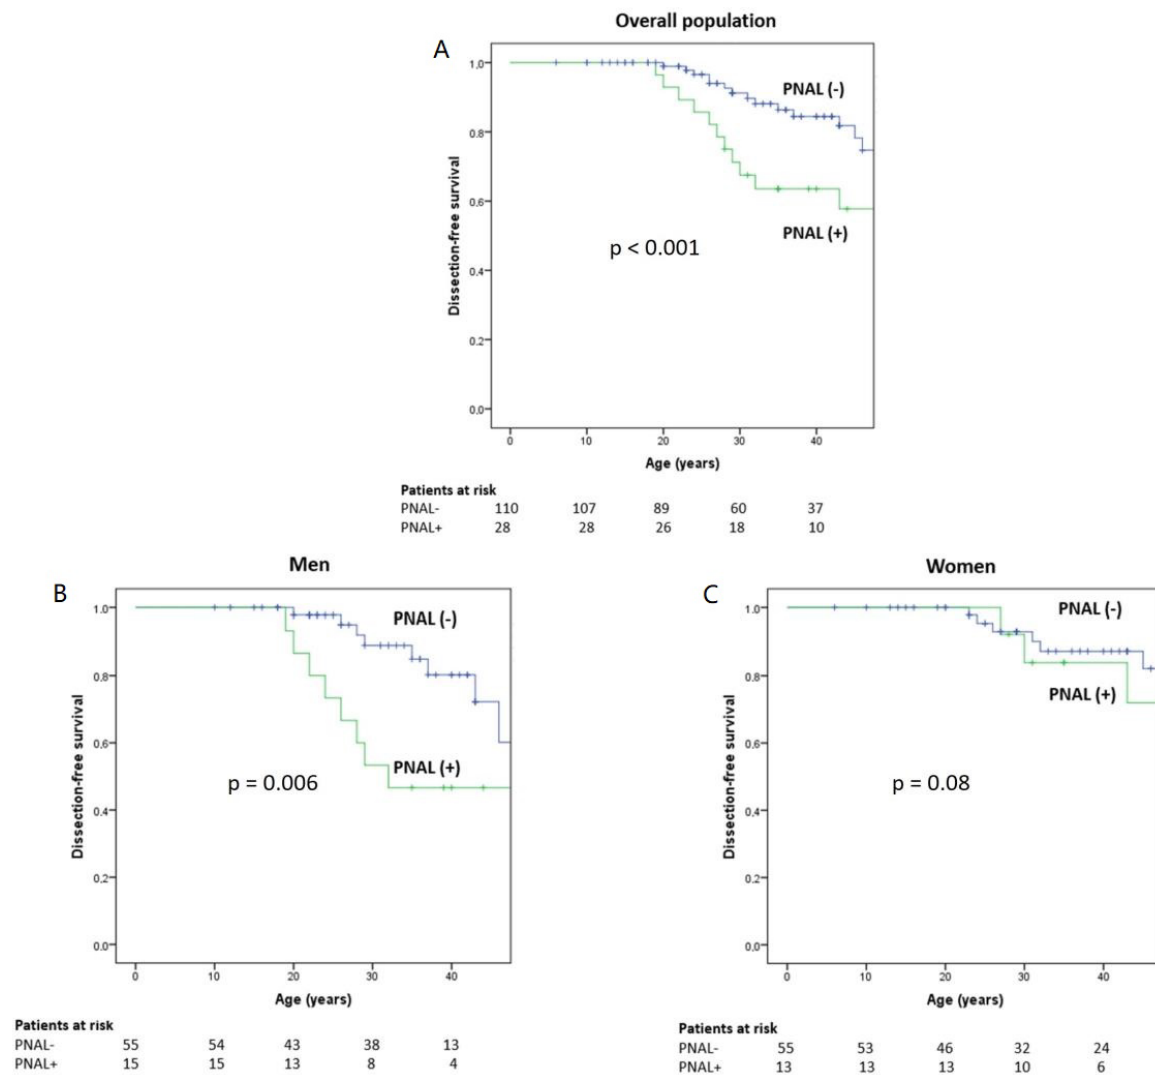 Overall population
A
Dissection-free survival
1,0
0,8
0,6
0,4
0,2
0,0
PNAL (-)
PNAL (+)
p < 0.001
0 10 20 30 40
Age (years)
Patients at risk
PNAL- 110 107 89 60 37
PNAL+ 28 28 26 18 10
Men
B
Dissection-free survival
1,0
0,8
0,6
0,4
0,2
0,0
PNAL (-)
PNAL (+)
p = 0.006
0 10 20 30 40
Age (years)
Patients at risk
PNAL- 55 54 43 38 13
PNAL+ 15 15 13 8 4
Women
C
Dissection-free survival
1,0
0,8
0,6
0,4
0,2
0,0
PNAL (-)
PNAL (+)
p = 0.08
0 10 20 30 40
Age (years)
Patients at risk
PNAL- 55 53 46 32 24
PNAL+ 13 13 13 10 6